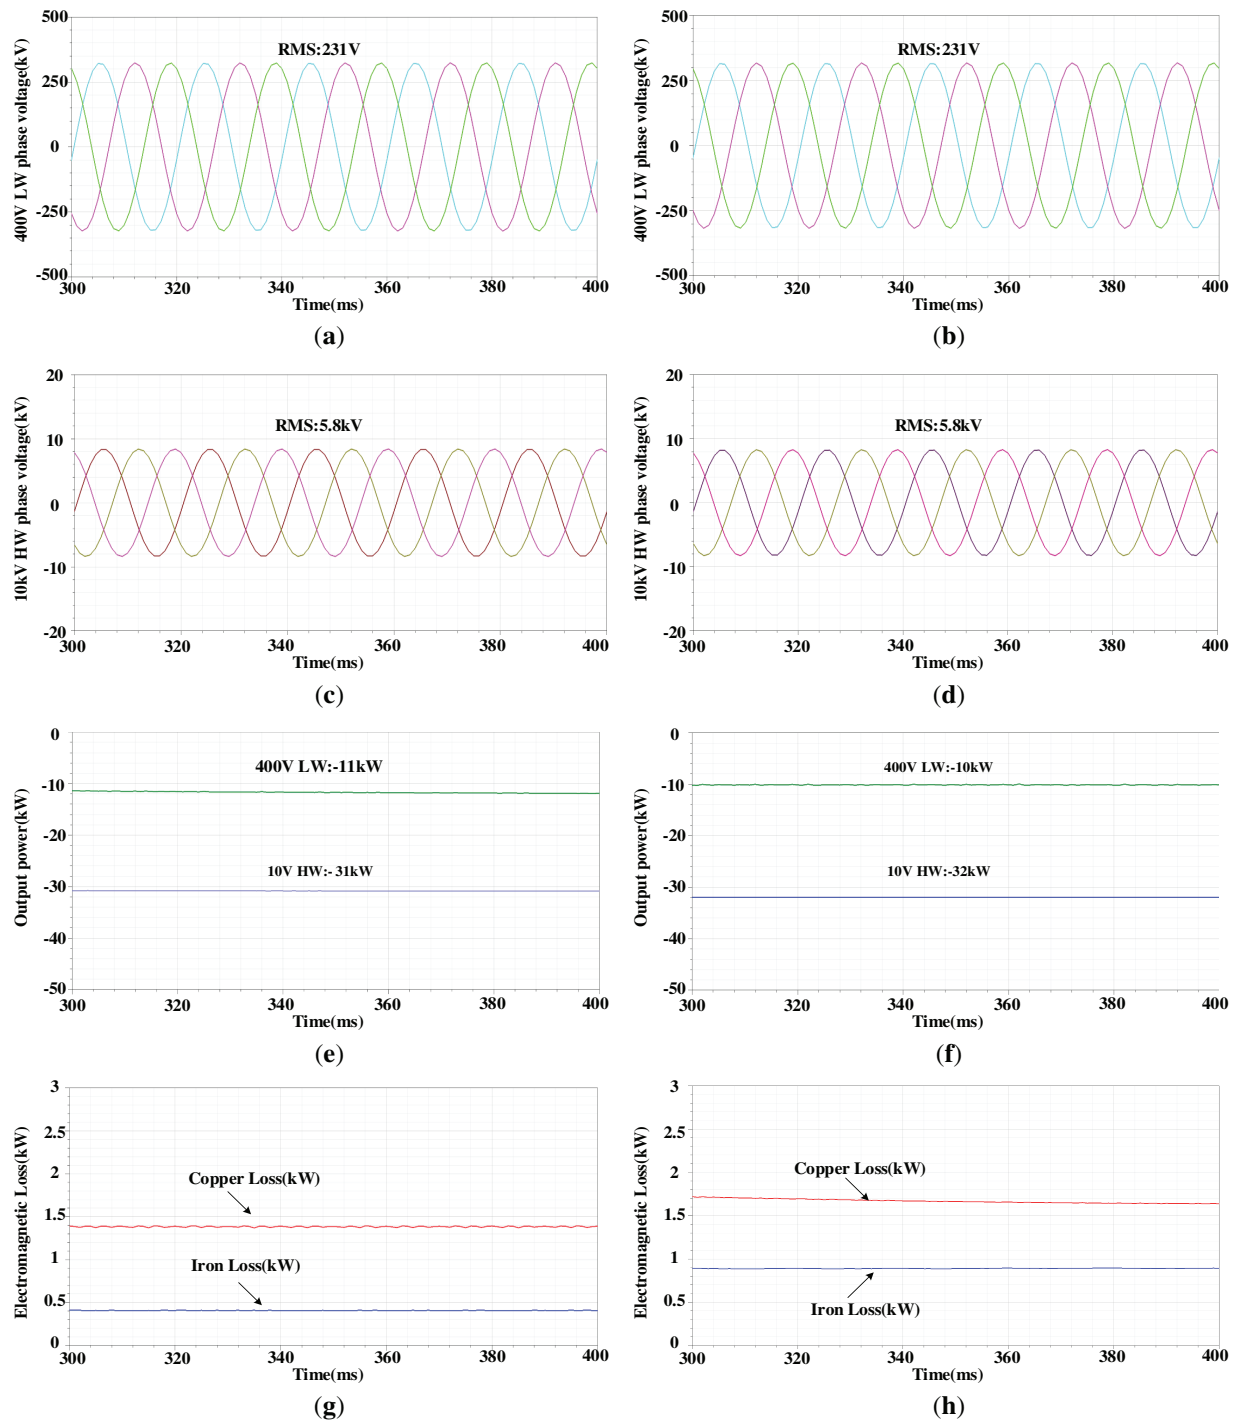 500
250
0
-250
-500
400V LW phase voltage(kV)
RMS:231V
300
320
340
360
380
400
Time(ms)
(a)
500
250
0
-250
-500
400V LW phase voltage(kV)
RMS:231V
300
320
340
360
380
400
Time(ms)
(b)
20
10
0
-10
-20
10kV HW phase voltage(kV)
RMS:5.8kV
300
320
340
360
380
400
Time(ms)
(c)
20
10
0
-10
-20
10kV HW phase voltage(kV)
RMS:5.8kV
300
320
340
360
380
400
Time(ms)
(d)
0
-10
-20
-30
-40
-50
Output power(kW)
400V LW:-11kW
10V HW:- 31kW
300
320
340
360
380
400
Time(ms)
(e)
0
-10
-20
-30
-40
-50
Output power(kW)
400V LW:-10kW
10V HW:-32kW
300
320
340
360
380
400
Time(ms)
(f)
3
2.5
2
1.5
1
0.5
0
Electromagnetic Loss(kW)
Copper Loss(kW)
Iron Loss(kW)
300
320
340
360
380
400
Time(ms)
(g)
3
2.5
2
1.5
1
0.5
0
Electromagnetic Loss(kW)
Copper Loss(kW)
Iron Loss(kW)
300
320
340
360
380
400
Time(ms)
(h)